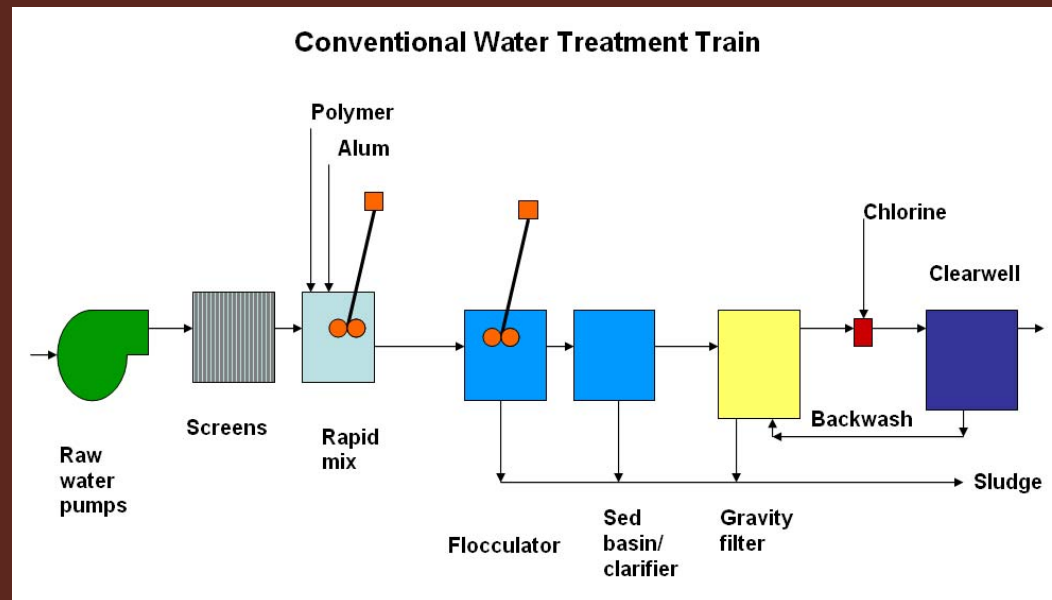 Conventional Water Treatment Train
Polymer
Alum
Chlorine
Clearwell
Screens
Rapid
mix
Backwash
Raw
water
pumps
Sludge
Flocculator
Sed
basin/
clarifier
Gravity
filter